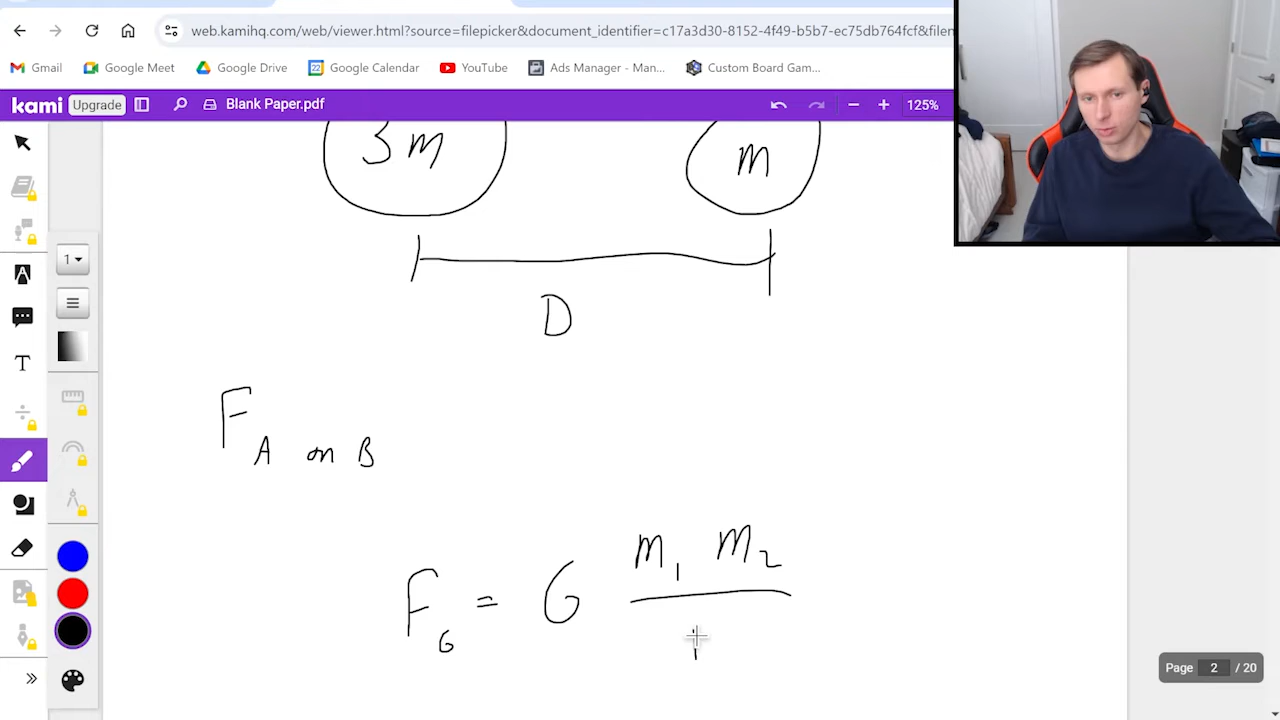 web.kamihq.com/web/viewer.html?source=filepicker&document_identifier=c17a3d30-8152-4f49-b5b7-ec75db764fcf&filen
Gmail Google Meet Google Drive 22 Google Calendar YouTube Ads Manager - Man... Custom Board Gam...
kami Upgrade Blank Paper.pdf 125%
3m m
1
D
T
F A on B
F G = G m1 m2
Page 2 / 20